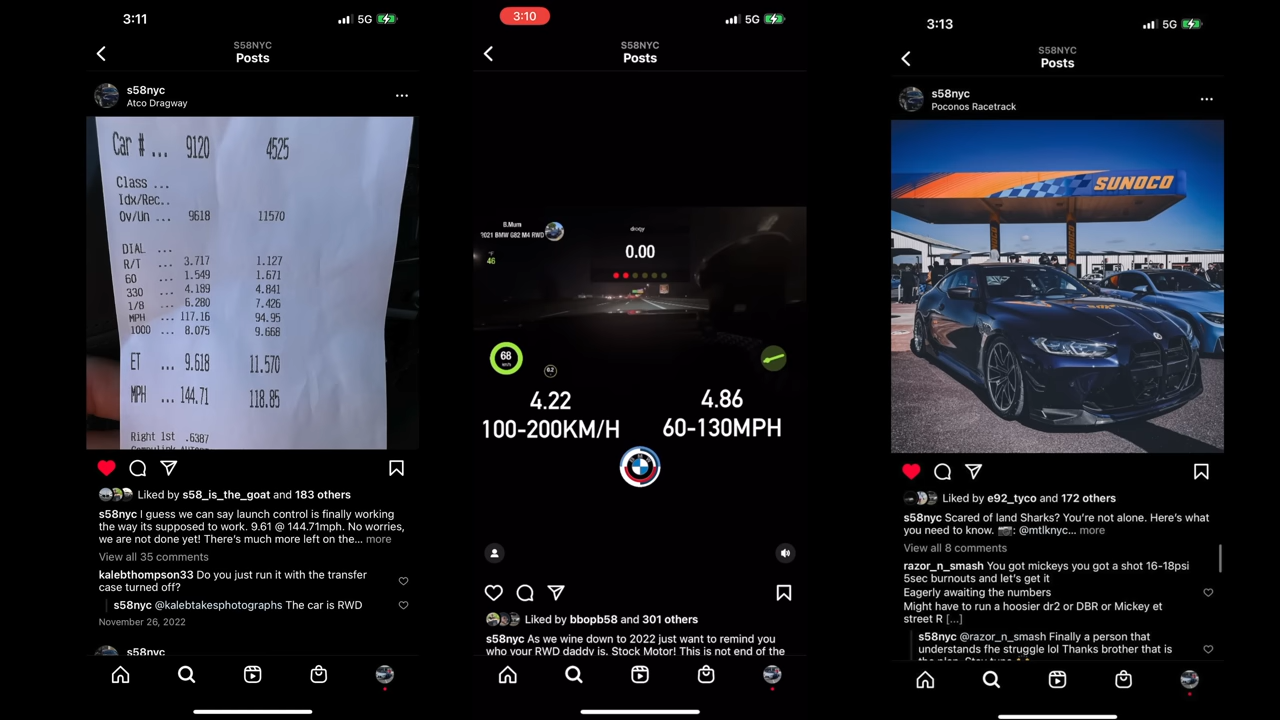 3:11
5G
S58NYC
Posts
s58nyc
Atco Dragway
Car # ... 9120 4525
Class ...
Idx/Rec..
Ov/Un ... 9618 11570
DIAL ...
R/T ... 3.717 1.127
60 ... 1.549 1.671
330 ... 4.189 4.841
1/8 ... 6.280 7.426
MPH ... 117.16 94.95
1000 ... 8.075 9.668
ET ... 9.618 11.570
MPH ... 144.71 118.85
Right 1st .6387
Liked by s58_is_the_goat and 183 others
s58nyc I guess we can say launch control is finally working
the way its supposed to work. 9.61 @ 144.71mph. No worries,
we are not done yet! There's much more left on the... more
View all 35 comments
kalebthompson33 Do you just run it with the transfer
case turned off?
s58nyc @kalebtakesphotographs The car is RWD
November 26, 2022
s58nyc
3:10
5G
S58NYC
Posts
B.Mum
2021 BMW G82 M4 RWD
°F
46
dragy
0.00
68
0.2
4.22
100-200KM/H
4.86
60-130MPH
Liked by bbopb58 and 301 others
s58nyc As we wine down to 2022 just want to remind you
who your RWD daddy is. Stock Motor! This is not end of the
3:13
5G
S58NYC
Posts
s58nyc
Poconos Racetrack
SUNOCO
Liked by e92_tyco and 172 others
s58nyc Scared of land Sharks? You're not alone. Here's what
you need to know. 📷: @mtlknyc... more
View all 8 comments
razor_n_smash You got mickeys you got a shot 16-18psi
5sec burnouts and let's get it
Eagerly awaiting the numbers
Might have to run a hoosier dr2 or DBR or Mickey et
street R [...]
s58nyc @razor_n_smash Finally a person that
understands fhe struggle lol Thanks brother that is
the plan. Stay tune